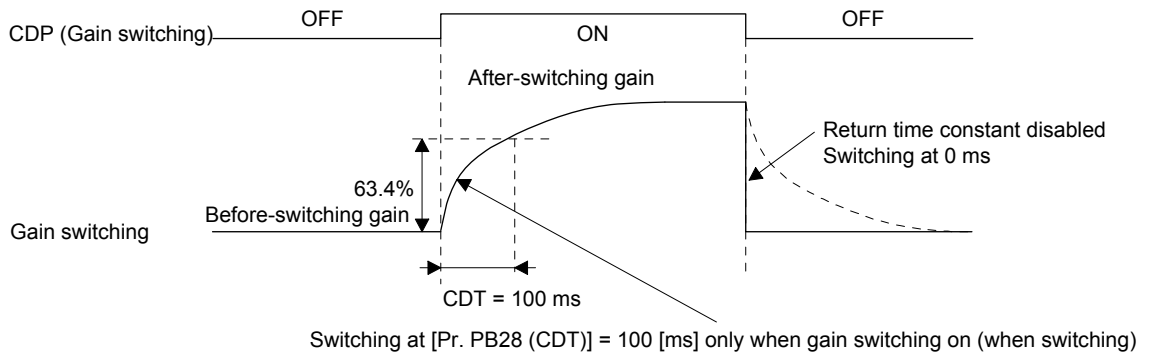 OFF
OFF
CDP (Gain switching)
ON
After-switching gain
Return time constant disabled
Switching at 0 ms
63.4%
Before-switching gain
Gain switching
CDT = 100 ms
Switching at [Pr. PB28 (CDT)] = 100 [ms] only when gain switching on (when switching)